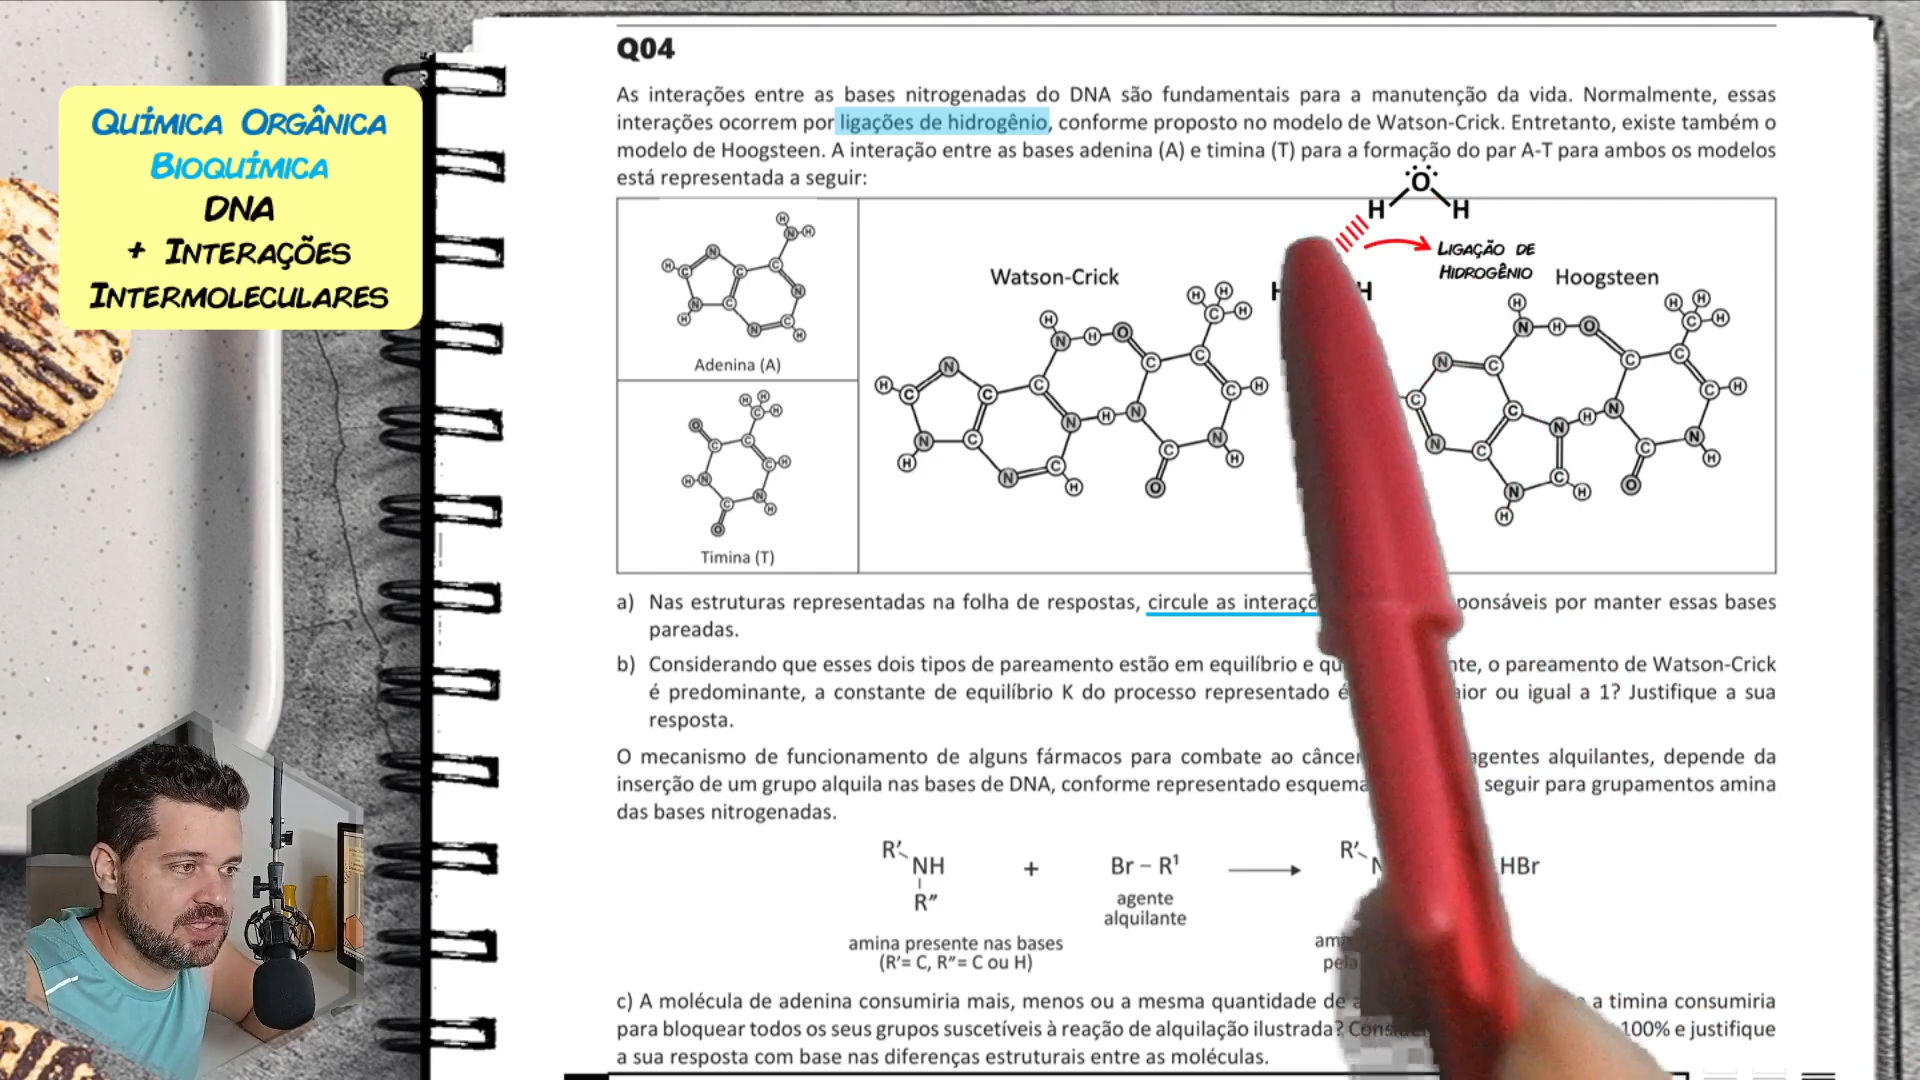 QUÍMICA ORGÂNICA
BIOQUÍMICA
DNA
+ INTERAÇÕES
INTERMOLECULARES
Q04
As interações entre as bases nitrogenadas do DNA são fundamentais para a manutenção da vida. Normalmente, essas
interações ocorrem por ligações de hidrogênio, conforme proposto no modelo de Watson-Crick. Entretanto, existe também o
modelo de Hoogsteen. A interação entre as bases adenina (A) e timina (T) para a formação do par A-T para ambos os modelos
está representada a seguir:
O
H H
LIGAÇÃO DE
HIDROGÊNIO
H H
Adenina (A)
Timina (T)
Watson-Crick
Hoogsteen
a) Nas estruturas representadas na folha de respostas, circule as ponsáveis por manter essas bases
pareadas.
b) Considerando que esses dois tipos de pareamento estão em equilíbrio e o pareamento de Watson-Crick
é predominante, a constante de equilíbrio K do processo representado ou igual a 1? Justifique a sua
resposta.
O mecanismo de funcionamento de alguns fármacos para combate ao agentes alquilantes, depende da
inserção de um grupo alquila nas bases de DNA, conforme representado seguir para grupamentos amina
das bases nitrogenadas.
R’ NH R” + Br – R¹ R’ HBr
agente
alquilante
amina presente nas bases
(R’= C, R”= C ou H)
c) A molécula de adenina consumiria mais, menos ou a mesma quantidade de a timina consumiria
para bloquear todos os seus grupos suscetíveis à reação de alquilação ilustrada? 100% e justifique
a sua resposta com base nas diferenças estruturais entre as moléculas.